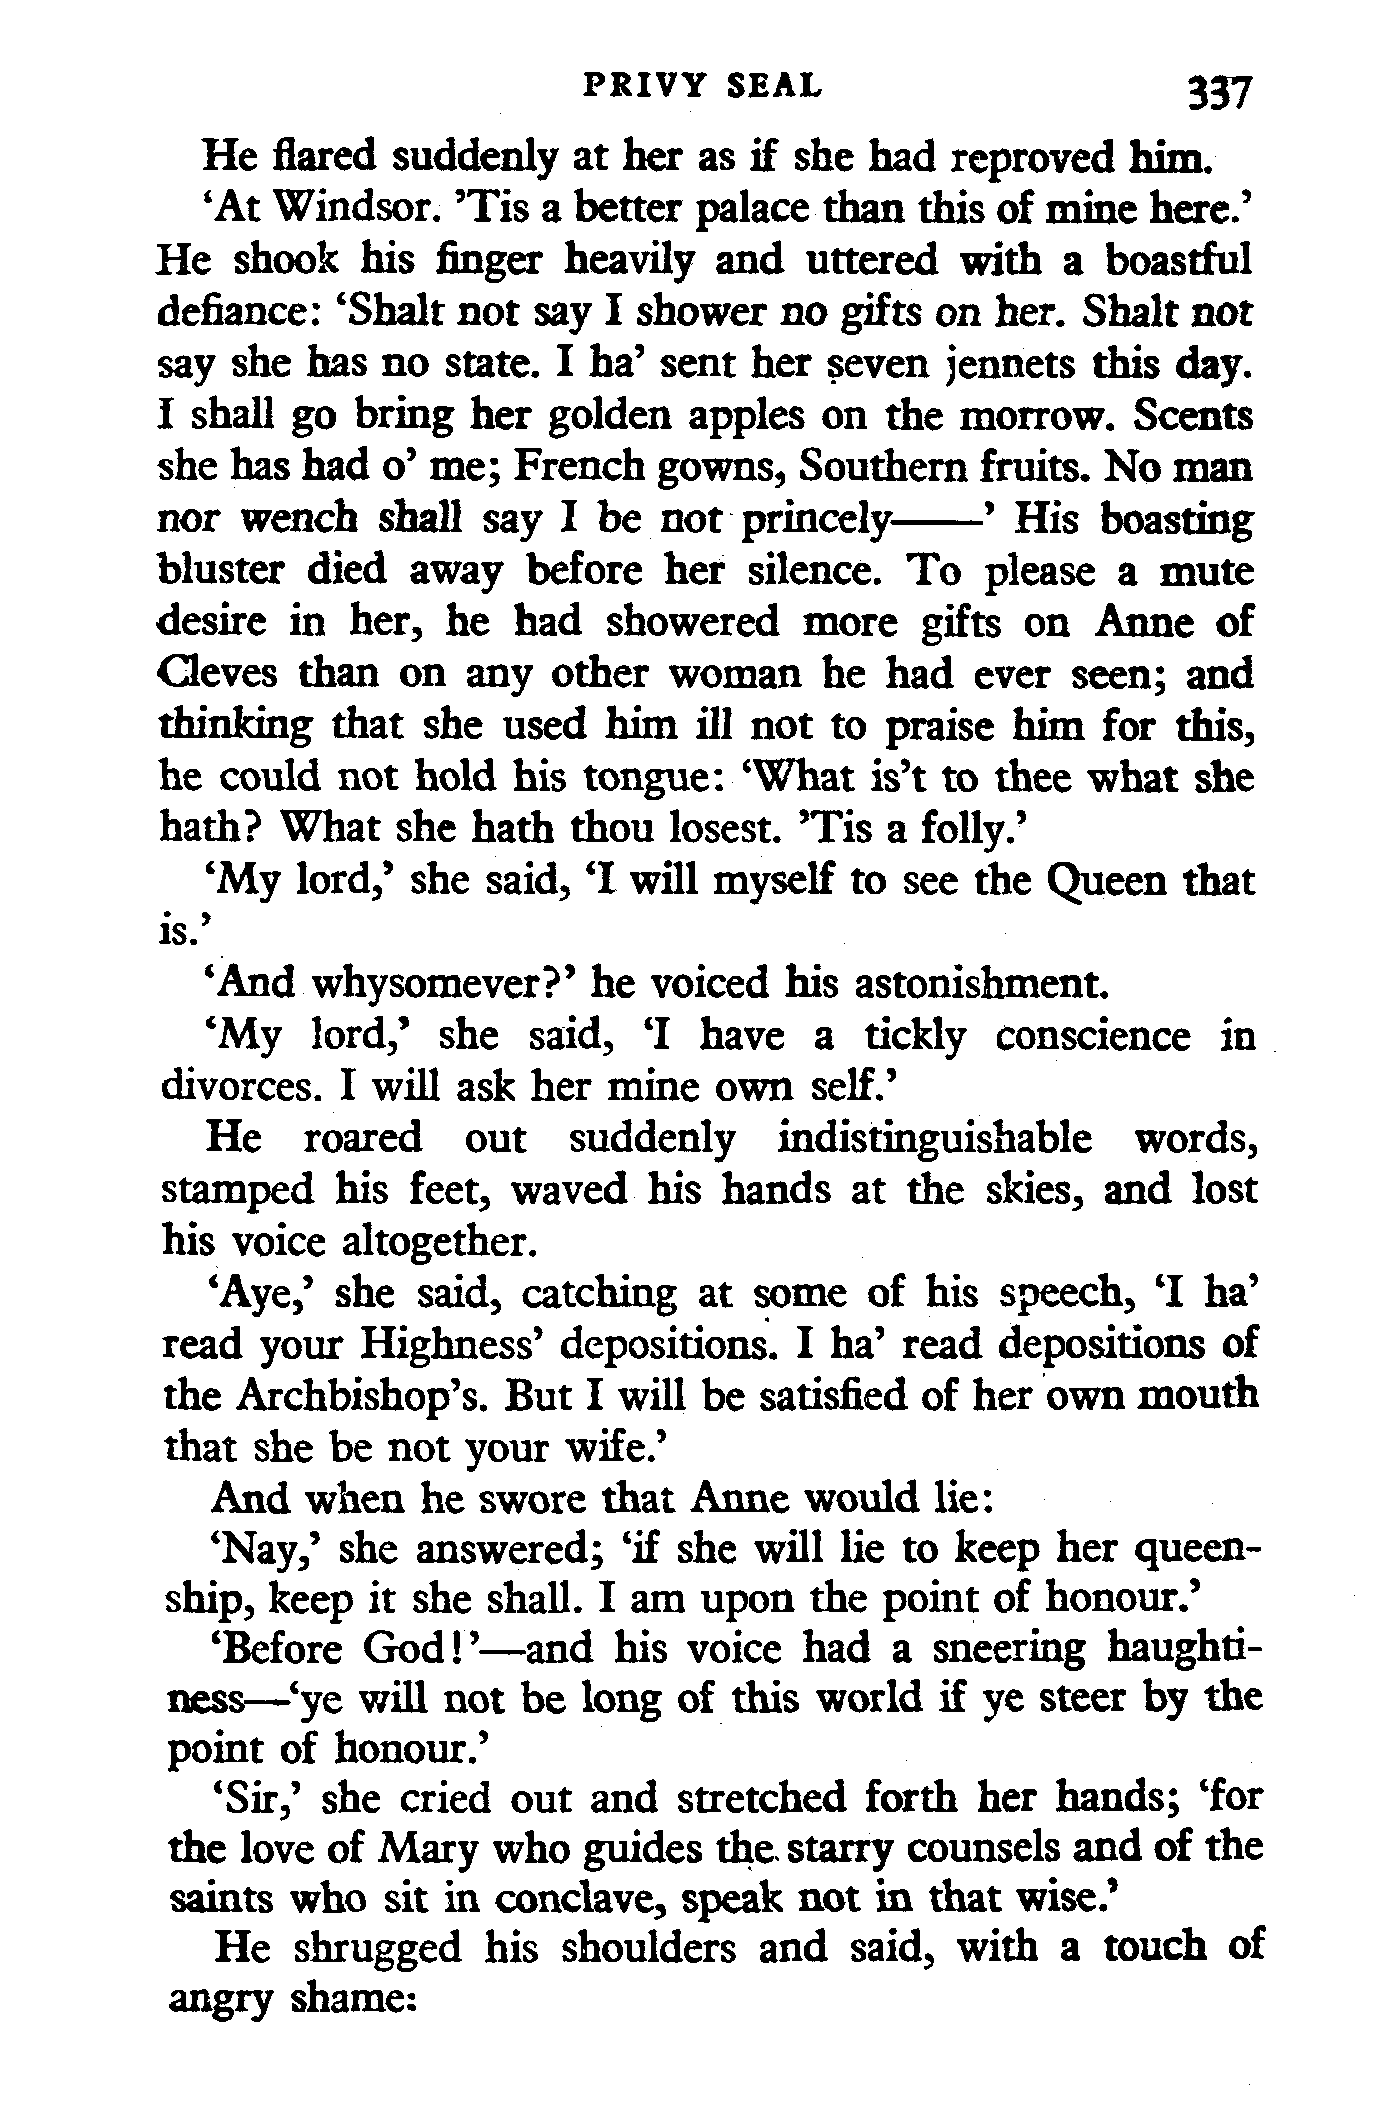 PRIVY SEAL 337
He flared suddenly at her as if she had reproved him.
‘At Windsor. ’Tis a better palace than this of mine here.’
He shook his finger heavily and uttered with a boastful
defiance: ‘Shalt not say I shower no gifts on her. Shalt not
say she has no state. I ha’ sent her seven jennets this day.
I shall go bring her golden apples on the morrow. Scents
she has had o’ me; French gowns, Southern fruits. No man
nor wench shall say I be not princely——’ His boasting
bluster died away before her silence. To please a mute
desire in her, he had showered more gifts on Anne of
Cleves than on any other woman he had ever seen; and
thinking that she used him ill not to praise him for this,
he could not hold his tongue: ‘What is’t to thee what she
hath? What she hath thou losest. ’Tis a folly.’
‘My lord,’ she said, ‘I will myself to see the Queen that
is.’
‘And whysomever?’ he voiced his astonishment.
‘My lord,’ she said, ‘I have a tickly conscience in
divorces. I will ask her mine own self.’
He roared out suddenly indistinguishable words,
stamped his feet, waved his hands at the skies, and lost
his voice altogether.
‘Aye,’ she said, catching at some of his speech, ‘I ha’
read your Highness’ depositions. I ha’ read depositions of
the Archbishop’s. But I will be satisfied of her own mouth
that she be not your wife.’
And when he swore that Anne would lie:
‘Nay,’ she answered; ‘if she will lie to keep her queen-
ship, keep it she shall. I am upon the point of honour.’
‘Before God!’—and his voice had a sneering haughti-
ness—‘ye will not be long of this world if ye steer by the
point of honour.’
‘Sir,’ she cried out and stretched forth her hands; ‘for
the love of Mary who guides the starry counsels and of the
saints who sit in conclave, speak not in that wise.’
He shrugged his shoulders and said, with a touch of
angry shame: